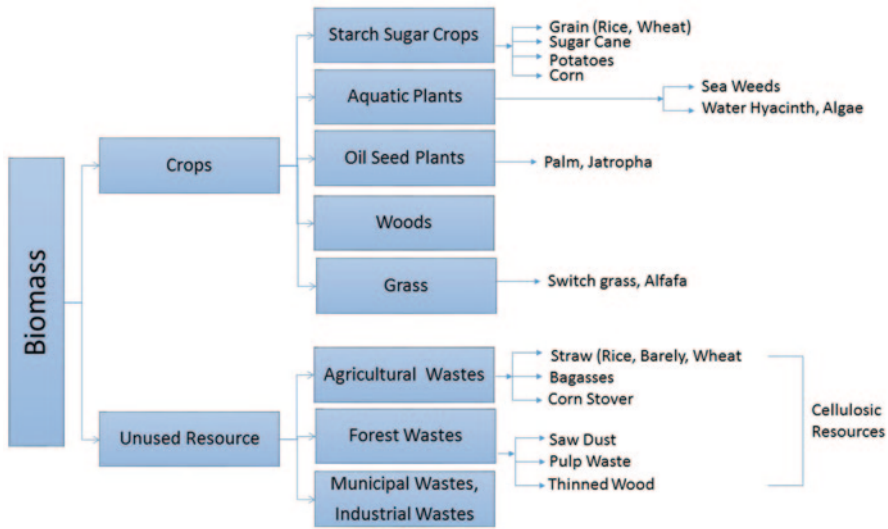 Biomass
Crops
Starch Sugar Crops
Grain (Rice, Wheat)
Sugar Cane
Potatoes
Corn
Aquatic Plants
Sea Weeds
Water Hyacinth, Algae
Oil Seed Plants
Palm, Jatropha
Woods
Grass
Switch grass, Alfafa
Unused Resource
Agricultural Wastes
Straw (Rice, Barely, Wheat
Bagasses
Corn Stover
Forest Wastes
Saw Dust
Pulp Waste
Thinned Wood
Municipal Wastes,
Industrial Wastes
Cellulosic
Resources